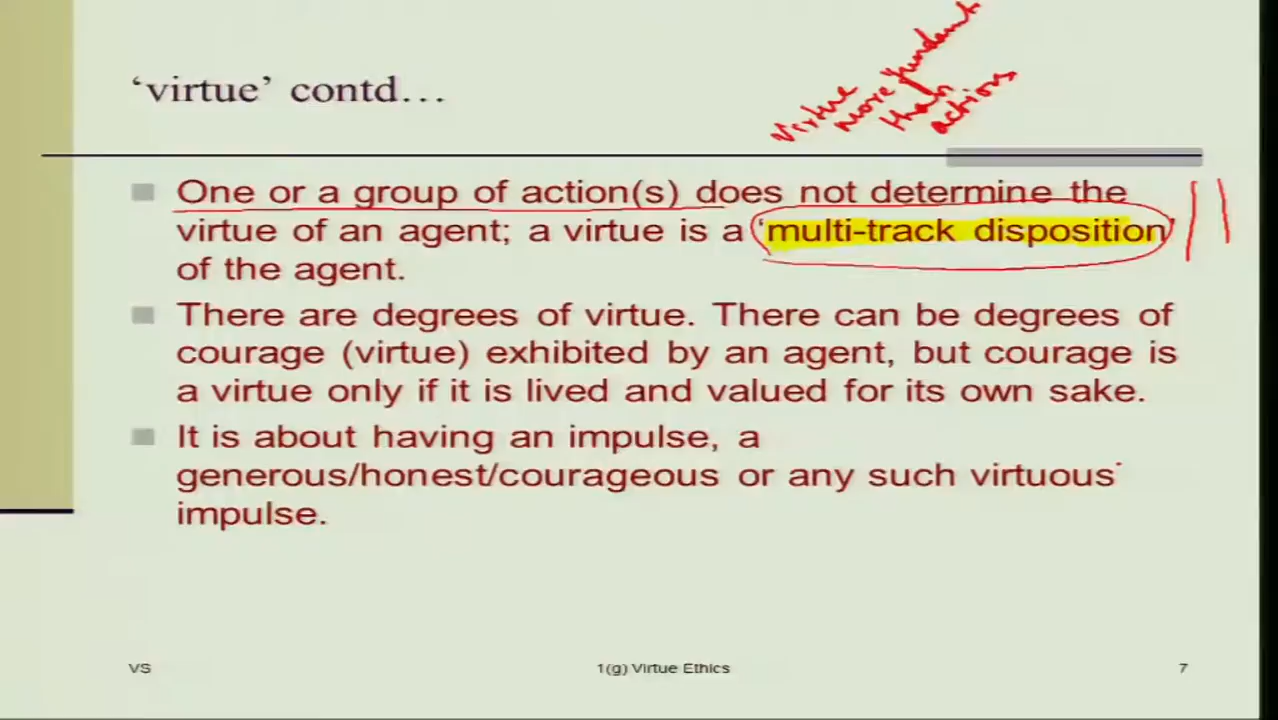 ‘virtue’ contd…
Virtue
more fundamt
than
actions
One or a group of action(s) does not determine the
virtue of an agent; a virtue is a ‘multi-track disposition’
of the agent.
There are degrees of virtue. There can be degrees of
courage (virtue) exhibited by an agent, but courage is
a virtue only if it is lived and valued for its own sake.
It is about having an impulse, a
generous/honest/courageous or any such virtuous
impulse.
VS
1(g) Virtue Ethics
7